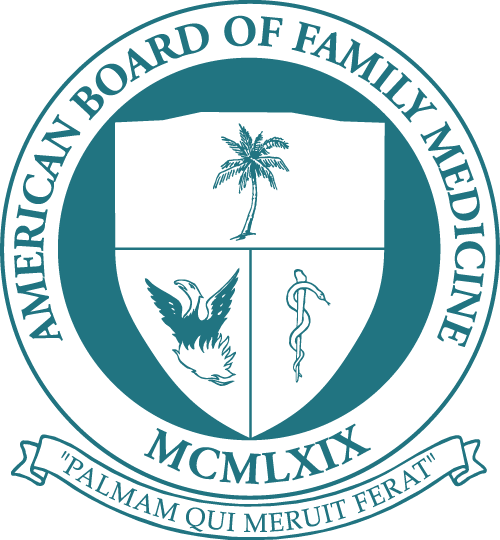 AMERICAN BOARD OF FAMILY MEDICINE
MCMLXIX
"PALMAM QUI MERUIT FERAT"